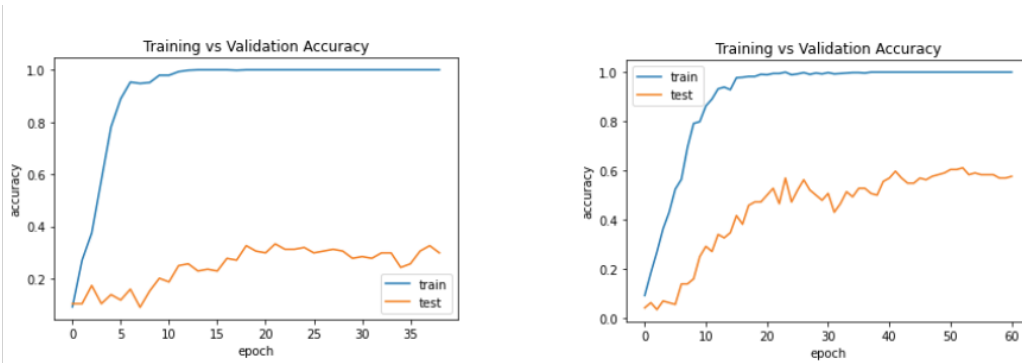 Training vs Validation Accuracy
1.0
0.8
0.6
0.4
0.2
accuracy
0 5 10 15 20 25 30 35
epoch
train
test
Training vs Validation Accuracy
1.0
0.8
0.6
0.4
0.2
0.0
accuracy
0 10 20 30 40 50 60
epoch
train
test